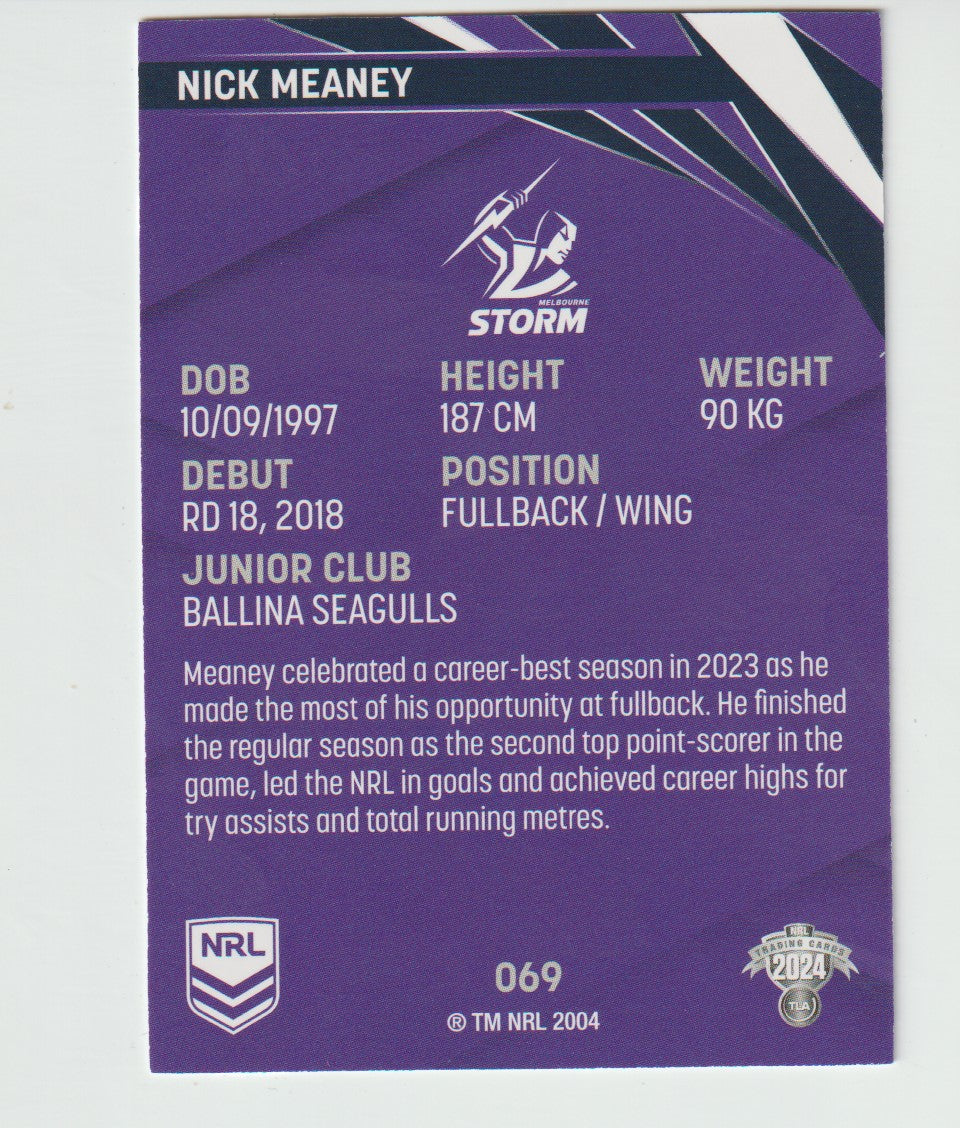 NICK MEANEY
MELBOURNE
STORM
DOB
10/09/1997
HEIGHT
187 CM
WEIGHT
90 KG
DEBUT
RD 18, 2018
POSITION
FULLBACK / WING
JUNIOR CLUB
BALLINA SEAGULLS
Meaney celebrated a career-best season in 2023 as he
made the most of his opportunity at fullback. He finished
the regular season as the second top point-scorer in the
game, led the NRL in goals and achieved career highs for
try assists and total running metres.
NRL
069
® TM NRL 2004
NRL
TRADING CARDS
2024
TLA